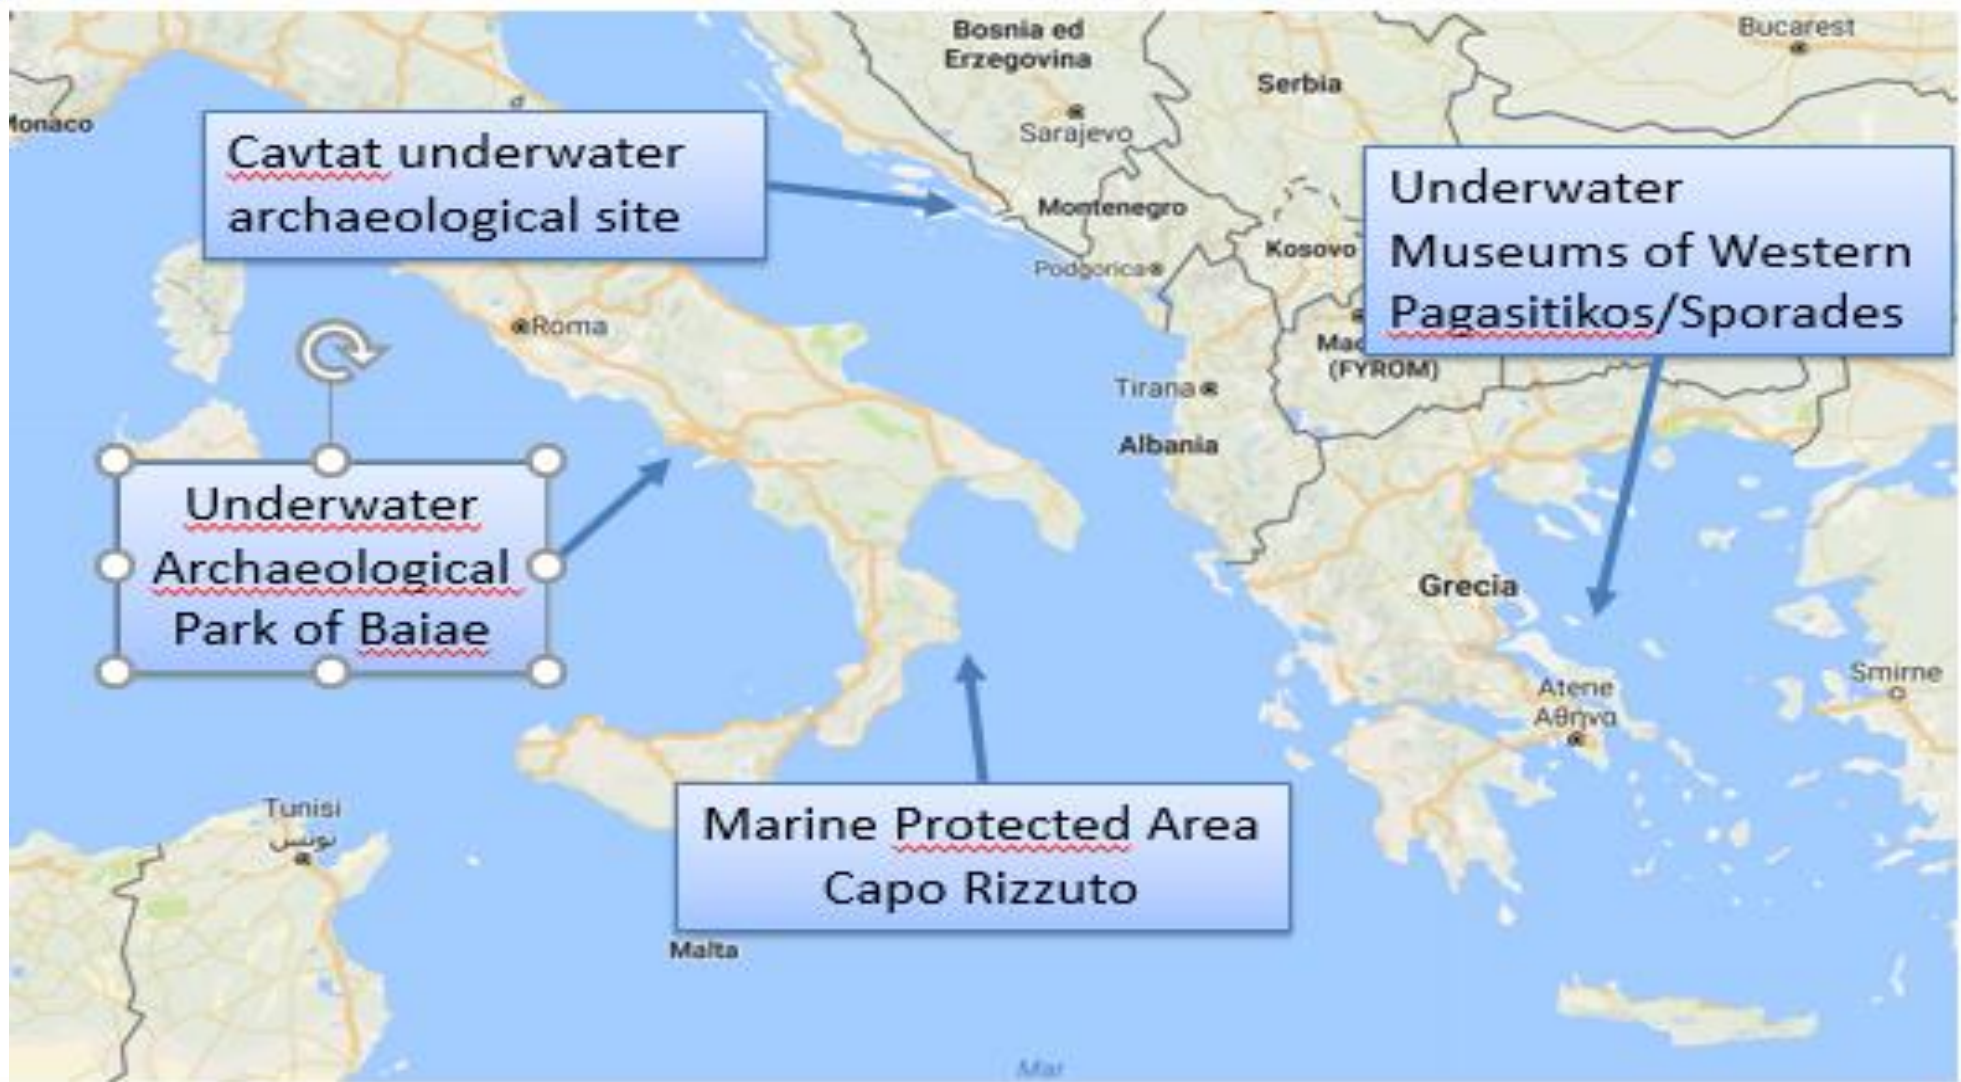 Bosnia ed
Erzegovina
Bucarest
Serbia
Sarajevo
Cavtat underwater
archaeological site
Underwater
Museums of Western
Pagasitikos/Sporades
Montenegro
Kosovo
Podgorica
Roma
(FYROM)
Tirana
Albania
Underwater
Archaeological
Park of Baiae
Grecia
Smirne
Atene
Αθήνα
Marine Protected Area
Capo Rizzuto
Tunisi
تونس
Malta
Mar